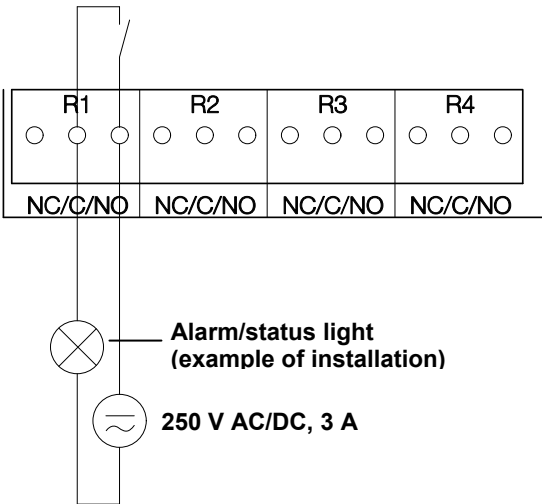 R1 R2 R3 R4
NC/C/NO NC/C/NO NC/C/NO NC/C/NO
Alarm/status light
(example of installation)
250 V AC/DC, 3 A